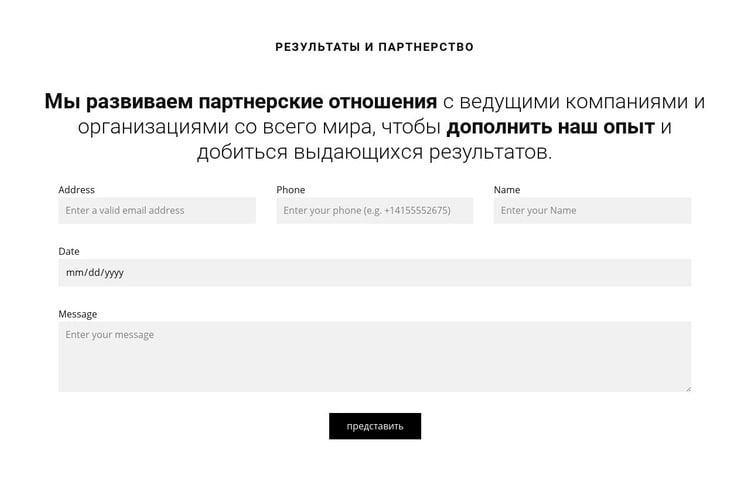 РЕЗУЛЬТАТЫ И ПАРТНЕРСТВО
Мы развиваем партнерские отношения с ведущими компаниями и
организациями со всего мира, чтобы дополнить наш опыт и
добиться выдающихся результатов.
Address Phone Name
Enter a valid email address Enter your phone (e.g. +14155552675) Enter your Name
Date
mm/dd/yyyy
Message
Enter your message
представить